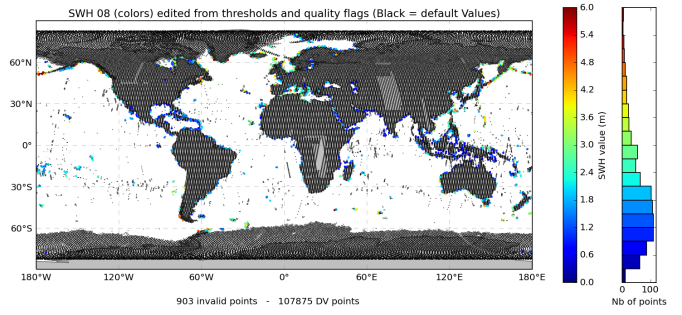 SWH 08 (colors) edited from thresholds and quality flags (Black = default Values)
60°N
30°N
0°
30°S
60°S
180°W
120°W
60°W
0°
60°E
120°E
180°E
903 invalid points - 107875 DV points
6.0
5.4
4.8
4.2
3.6
3.0
2.4
1.8
1.2
0.6
0.0
SWH value (m)
0
100
Nb of points